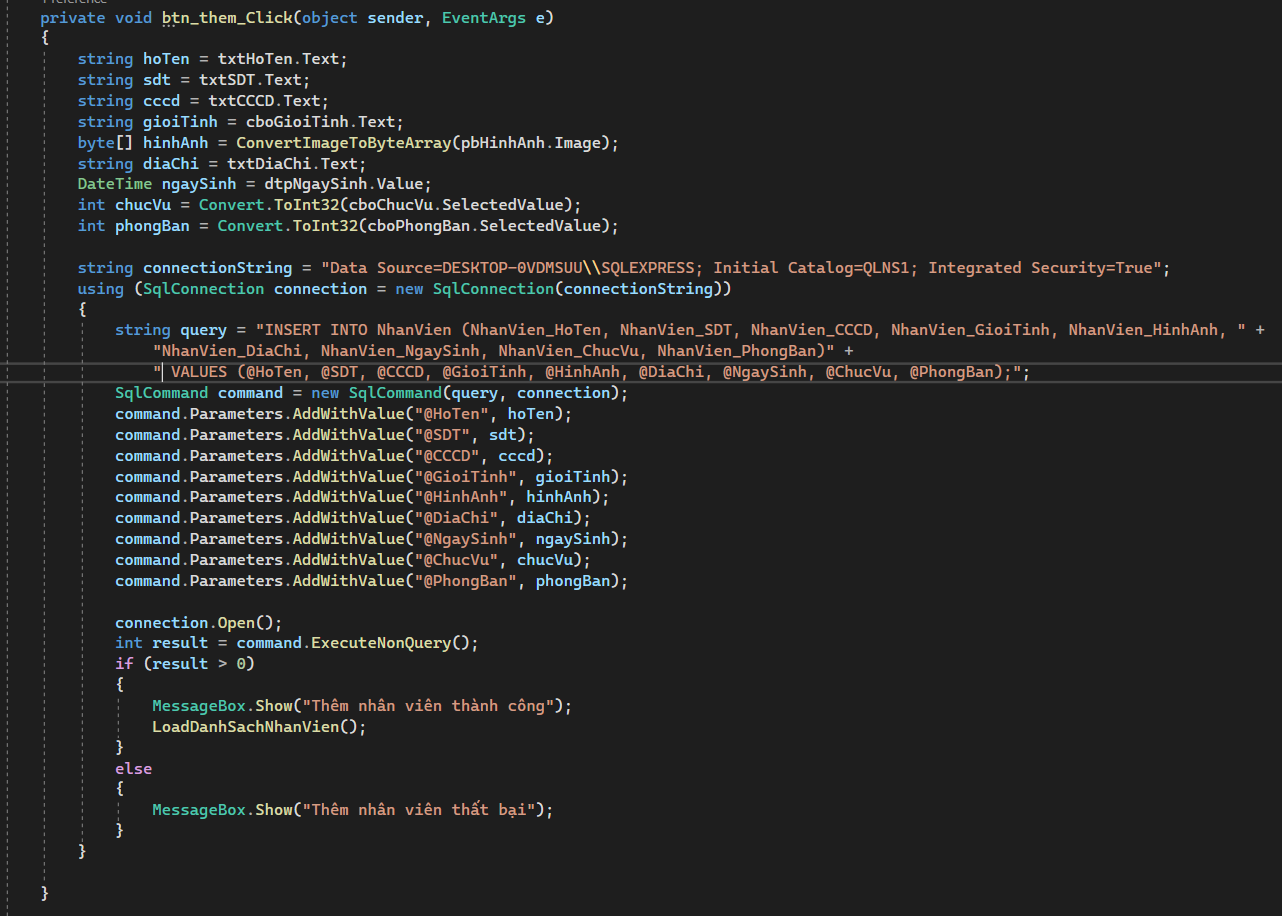 Preference
private void btn_them_Click(object sender, EventArgs e)
{
string hoTen = txtHoTen.Text;
string sdt = txtSDT.Text;
string cccd = txtCCCD.Text;
string gioiTinh = cboGioiTinh.Text;
byte[] hinhAnh = ConvertImageToByteArray(pbHinhAnh.Image);
string diaChi = txtDiaChi.Text;
DateTime ngaySinh = dtpNgaySinh.Value;
int chucVu = Convert.ToInt32(cboChucVu.SelectedValue);
int phongBan = Convert.ToInt32(cboPhongBan.SelectedValue);
string connectionString = "Data Source=DESKTOP-0VDMSUU\\SQLEXPRESS; Initial Catalog=QLNS1; Integrated Security=True";
using (SqlConnection connection = new SqlConnection(connectionString))
{
string query = "INSERT INTO NhanVien (NhanVien_HoTen, NhanVien_SDT, NhanVien_CCCD, NhanVien_GioiTinh, NhanVien_HinhAnh, " +
"NhanVien_DiaChi, NhanVien_NgaySinh, NhanVien_ChucVu, NhanVien_PhongBan)" +
" VALUES (@HoTen, @SDT, @CCCD, @GioiTinh, @HinhAnh, @DiaChi, @NgaySinh, @ChucVu, @PhongBan);";
SqlCommand command = new SqlCommand(query, connection);
command.Parameters.AddWithValue("@HoTen", hoTen);
command.Parameters.AddWithValue("@SDT", sdt);
command.Parameters.AddWithValue("@CCCD", cccd);
command.Parameters.AddWithValue("@GioiTinh", gioiTinh);
command.Parameters.AddWithValue("@HinhAnh", hinhAnh);
command.Parameters.AddWithValue("@DiaChi", diaChi);
command.Parameters.AddWithValue("@NgaySinh", ngaySinh);
command.Parameters.AddWithValue("@ChucVu", chucVu);
command.Parameters.AddWithValue("@PhongBan", phongBan);
connection.Open();
int result = command.ExecuteNonQuery();
if (result > 0)
{
MessageBox.Show("Thêm nhân viên thành công");
LoadDanhSachNhanVien();
}
else
{
MessageBox.Show("Thêm nhân viên thất bại");
}
}
}